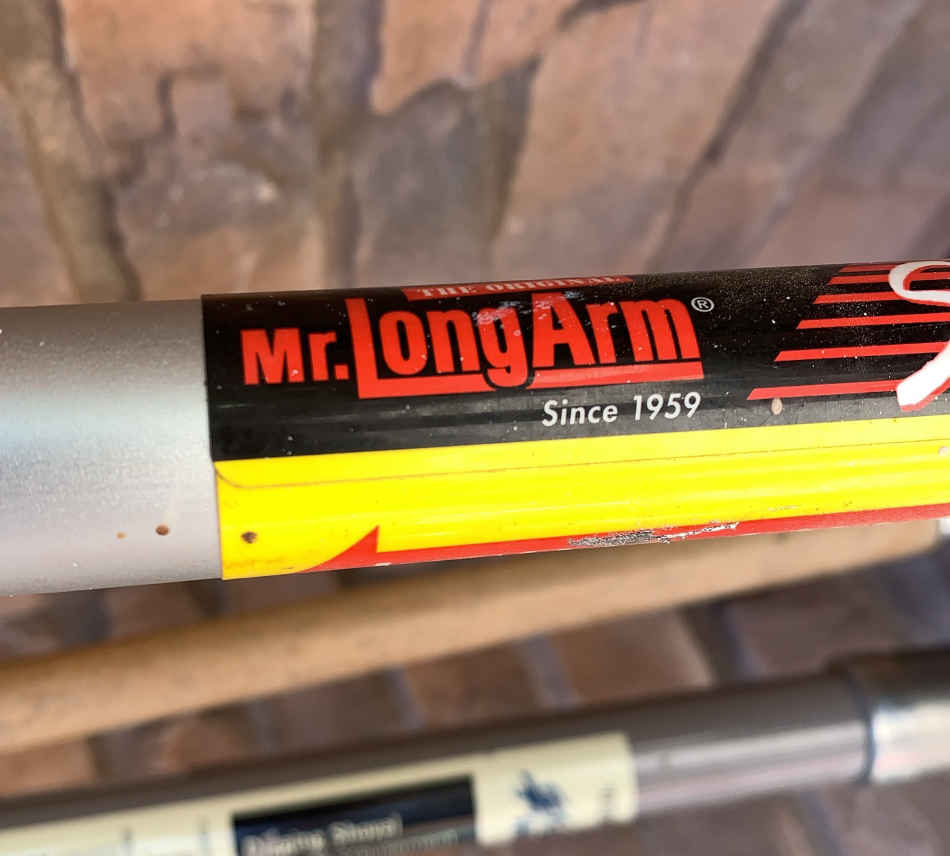 THE ORIGINAL
Mr. LongArm®
Since 1959